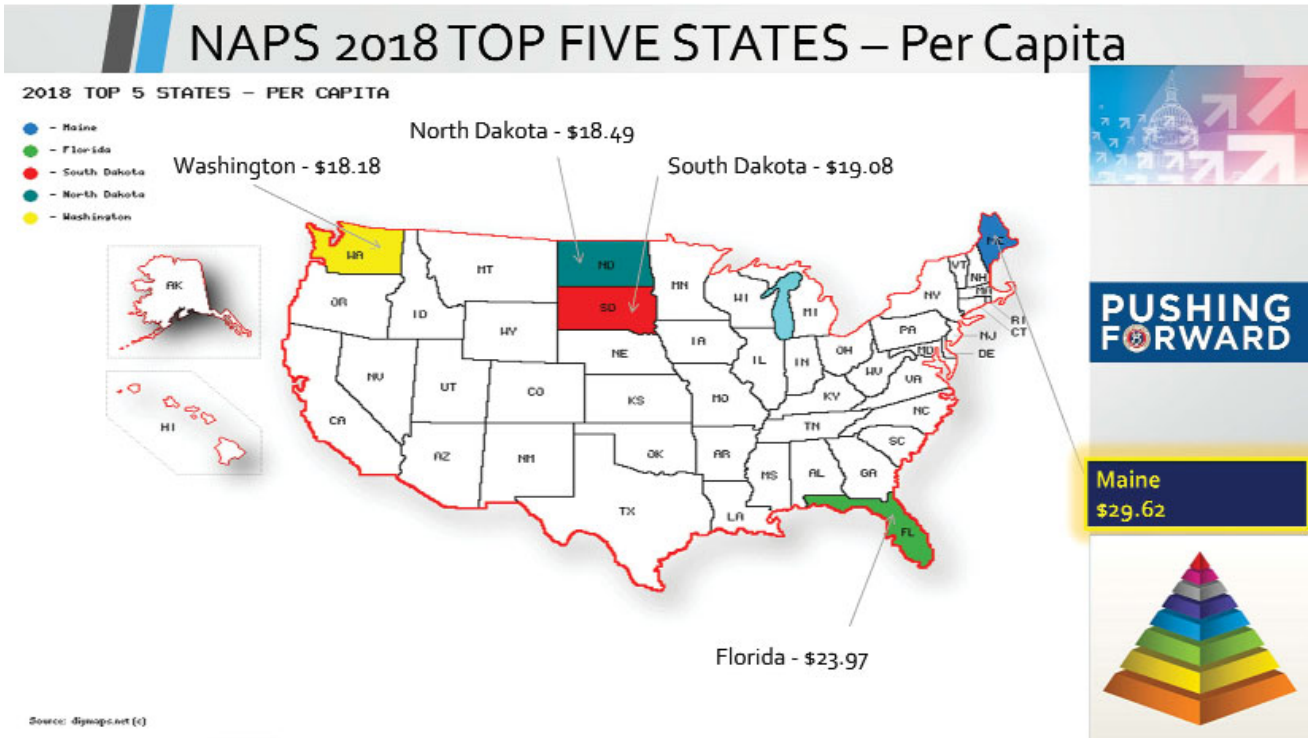 NAPS 2018 TOP FIVE STATES – Per Capita
2018 TOP 5 STATES - PER CAPITA
- Maine
- Florida
- South Dakota
- North Dakota
- Washington
North Dakota - $18.49
Washington - $18.18
South Dakota - $19.08
WA
MT
ND
MN
ME
VT
NH
AK
OR
ID
SD
WI
MI
NY
MA
RI
CT
WY
IA
PA
NJ
NE
IL
IN
OH
MD
DE
NV
UT
CO
KS
MO
WV
VA
KY
CA
NC
HI
TN
AZ
NM
OK
AR
SC
MS
AL
GA
TX
LA
FL
PUSHING
FORWARD
Maine
$29.62
Florida - $23.97
Source: diymaps.net (c)